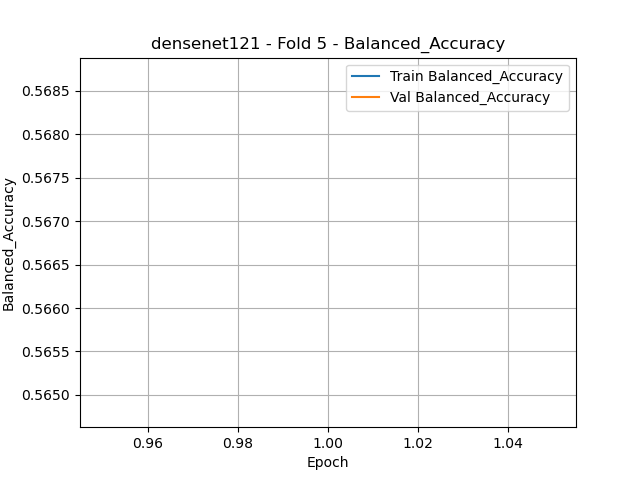 densenet121 - Fold 5 - Balanced_Accuracy
Train Balanced_Accuracy
Val Balanced_Accuracy
Balanced_Accuracy
0.5685
0.5680
0.5675
0.5670
0.5665
0.5660
0.5655
0.5650
0.96 0.98 1.00 1.02 1.04
Epoch